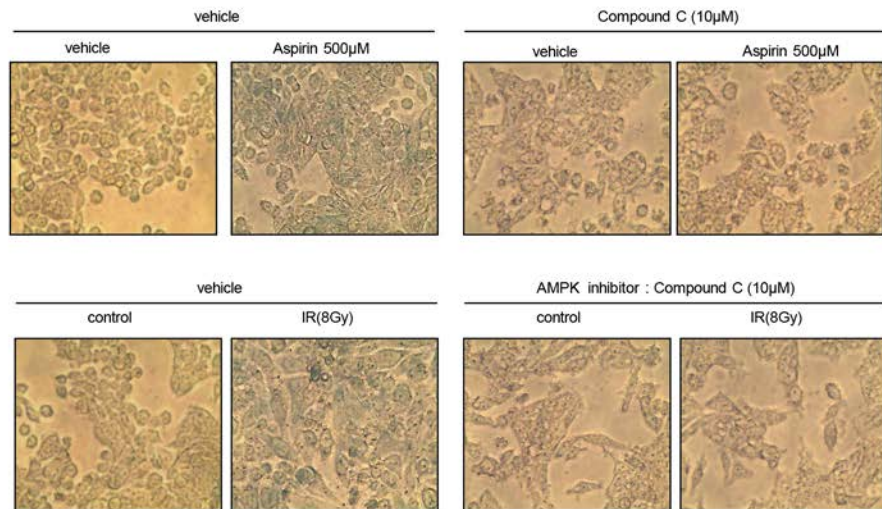 vehicle
Compound C (10μM)
vehicle
Aspirin 500μM
vehicle
Aspirin 500μM
vehicle
AMPK inhibitor : Compound C (10μM)
control
IR(8Gy)
control
IR(8Gy)